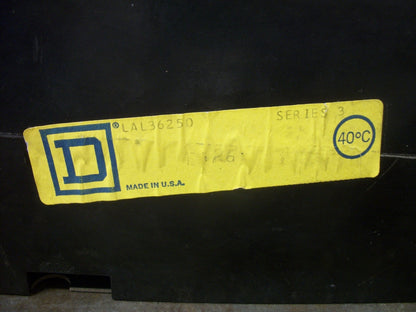 D
® LAL36250
SERIES 3
40°C
MADE IN U.S.A.